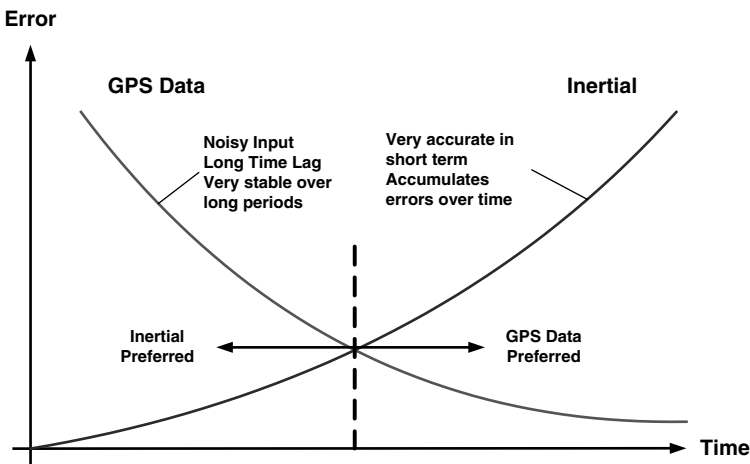 Error
GPS Data
Inertial
Noisy Input
Long Time Lag
Very stable over
long periods
Very accurate in
short term
Accumulates
errors over time
Inertial
Preferred
GPS Data
Preferred
Time